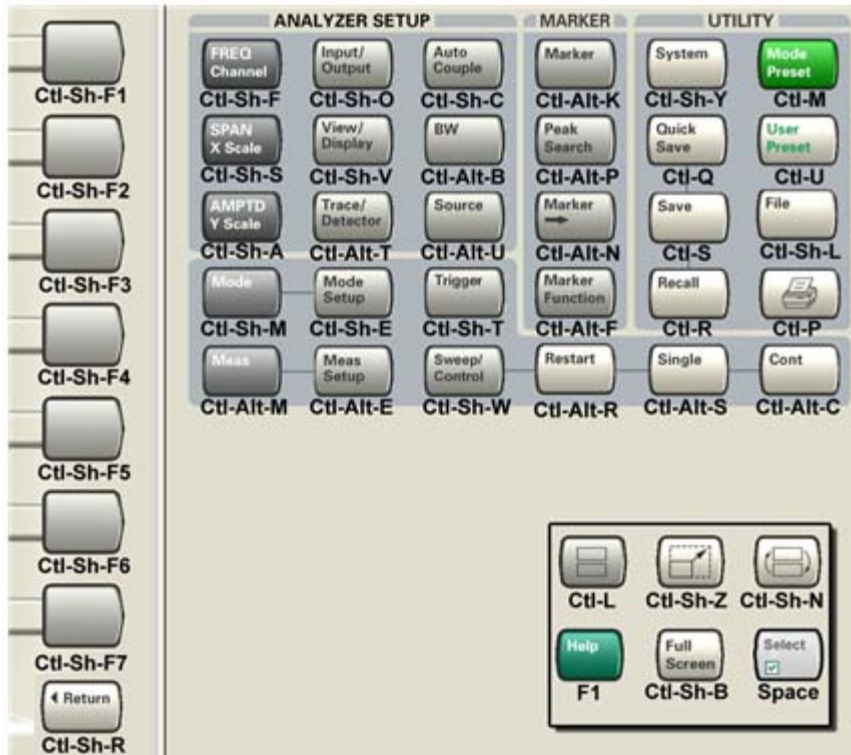 ANALYZER SETUP
MARKER
UTILITY
FREQ
Channel
Input/
Output
Auto
Couple
Marker
System
Mode
Preset
Ctl-Sh-F1
Ctl-Sh-F
Ctl-Sh-O
Ctl-Sh-C
Ctl-Alt-K
Ctl-Sh-Y
Ctl-M
SPAN
X Scale
View/
Display
BW
Peak
Search
Quick
Save
User
Preset
Ctl-Sh-F2
Ctl-Sh-S
Ctl-Sh-V
Ctl-Alt-B
Ctl-Alt-P
Ctl-Q
Ctl-U
AMPTD
Y Scale
Trace/
Detector
Source
Marker
Save
File
Ctl-Sh-F3
Ctl-Sh-A
Ctl-Alt-T
Ctl-Alt-U
Ctl-Alt-N
Ctl-S
Ctl-Sh-L
Mode
Mode
Setup
Trigger
Marker
Function
Recall
Ctl-Sh-M
Ctl-Sh-E
Ctl-Sh-T
Ctl-Alt-F
Ctl-R
Ctl-P
Ctl-Sh-F4
Meas
Meas
Setup
Sweep/
Control
Restart
Single
Cont
Ctl-Alt-M
Ctl-Alt-E
Ctl-Sh-W
Ctl-Alt-R
Ctl-Alt-S
Ctl-Alt-C
Ctl-Sh-F5
Ctl-Sh-F6
Ctl-L
Ctl-Sh-Z
Ctl-Sh-N
Ctl-Sh-F7
Help
Full
Screen
Select
F1
Ctl-Sh-B
Space
Return
Ctl-Sh-R